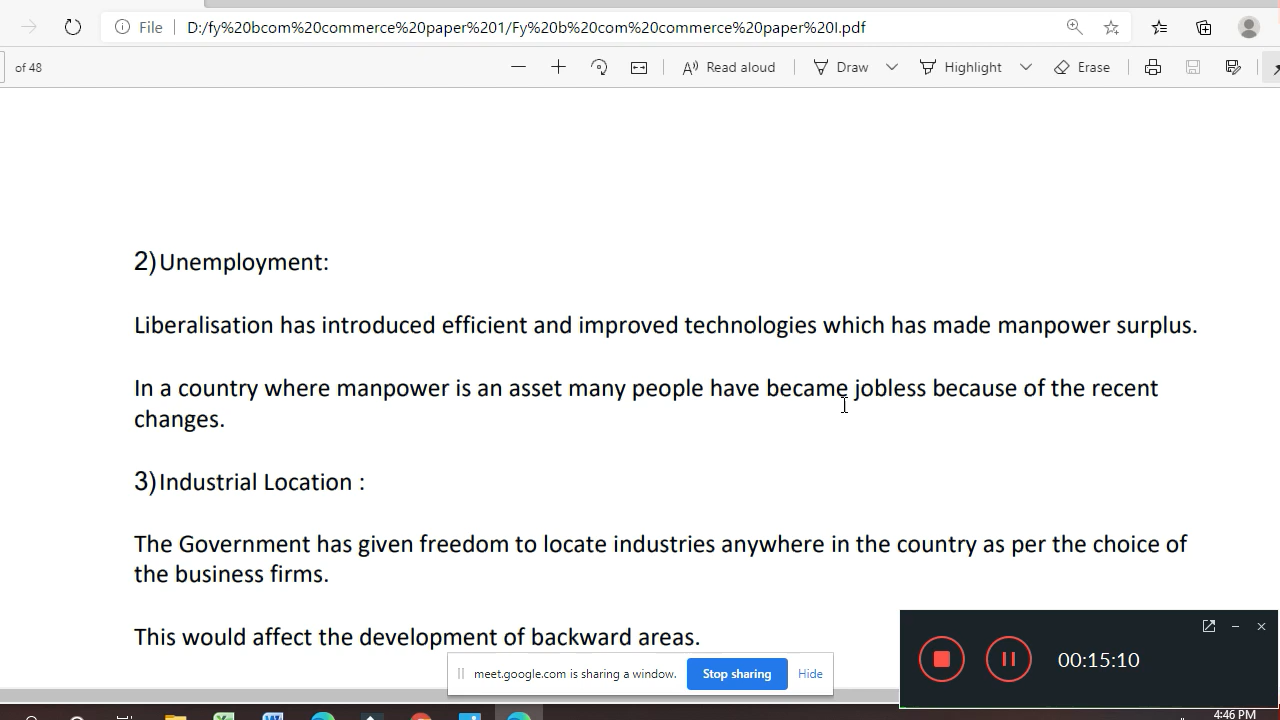 File D:/fy%20bcom%20commerce%20paper%201/Fy%20b%20com%20commerce%20paper%20I.pdf
of 48 Read aloud Draw Highlight Erase
2) Unemployment:
Liberalisation has introduced efficient and improved technologies which has made manpower surplus.
In a country where manpower is an asset many people have became jobless because of the recent
changes.
3) Industrial Location :
The Government has given freedom to locate industries anywhere in the country as per the choice of
the business firms.
This would affect the development of backward areas.
meet.google.com is sharing a window. Stop sharing Hide
00:15:10
4:46 PM